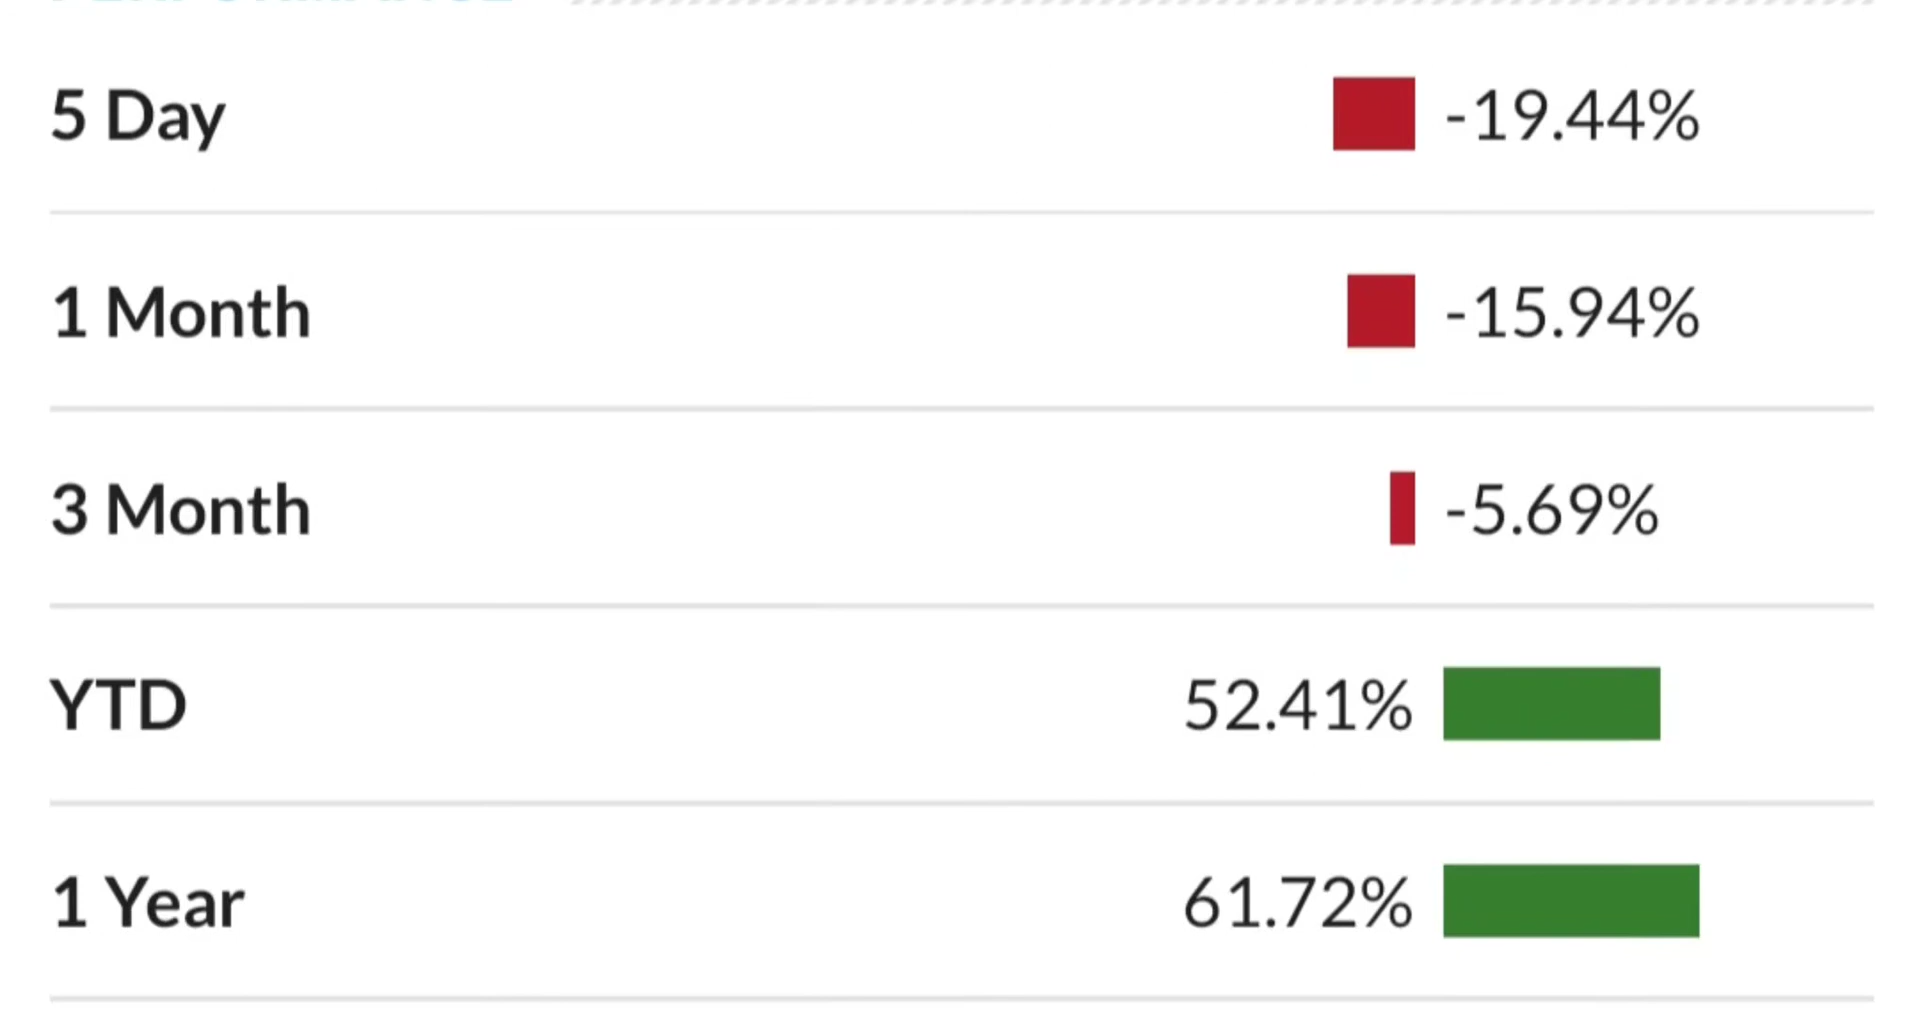 PERFORMANCE
5 Day -19.44%
1 Month -15.94%
3 Month -5.69%
YTD 52.41%
1 Year 61.72%